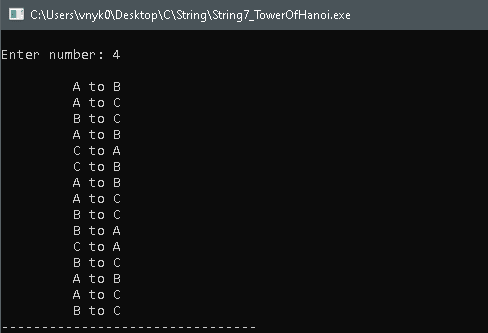 C:\Users\vnyk0\Desktop\C\String\String7_TowerOfHanoi.exe
Enter number: 4
A to B
A to C
B to C
A to B
C to A
C to B
A to B
A to C
B to C
B to A
C to A
B to C
A to B
A to C
B to C
--------------------------------